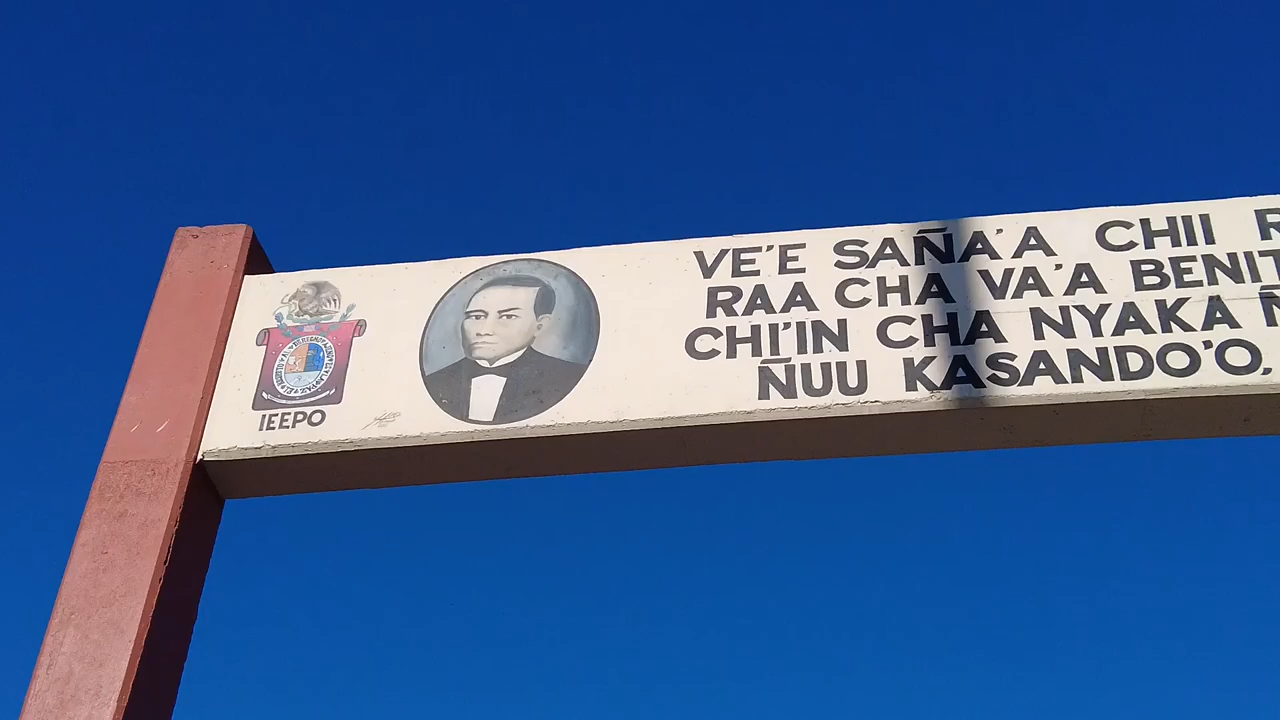 VE'E SAÑA'A CHII
RAA CHA VA'A
CHI'IN CHA NYAKA
ÑUU KASANDO'O,
IEEPO